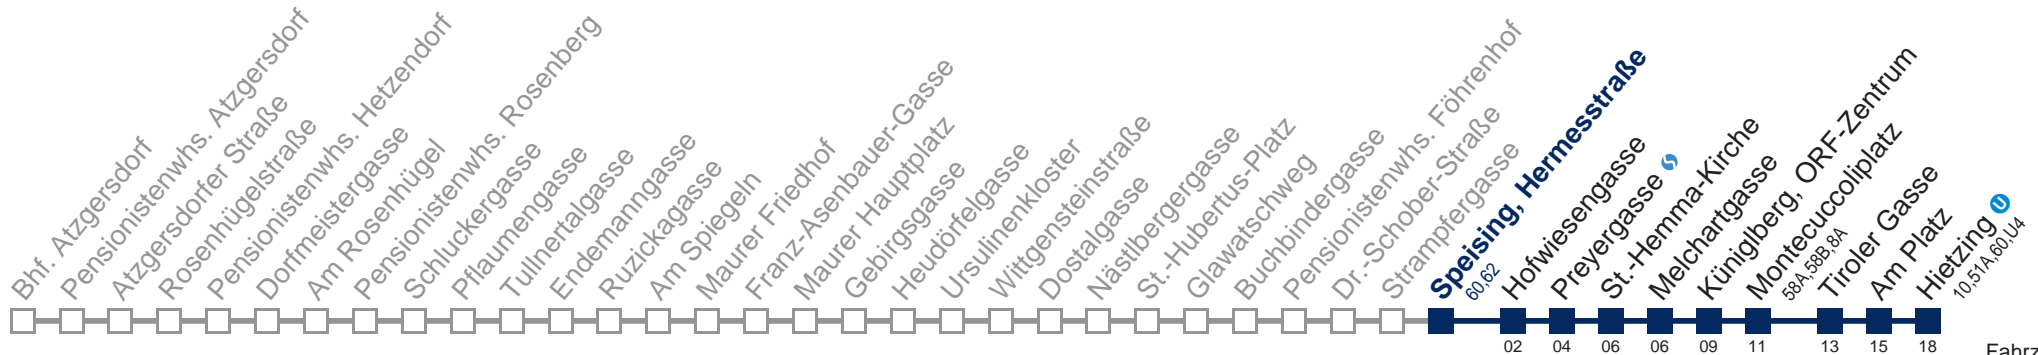 Bhf. Atzgersdorf
Pensionistenwhs. Atzgersdorf
Atzgersdorfer Straße
Rosenhügelstraße
Pensionistenwhs. Hetzendorf
Dorfmeistergasse
Am Rosenhügel
Pensionistenwhs. Rosenberg
Schluckergasse
Pflaumengasse
Tullnertalgasse
Endemanngasse
Ruzickagasse
Am Spiegeln
Maurer Friedhof
Franz-Asenbauer-Gasse
Maurer Hauptplatz
Gebirgsgasse
Heudörfelgasse
Ursulinenkloster
Wittgensteinstraße
Dostalgasse
Nästlbergergasse
St.-Hubertus-Platz
Glawatschweg
Buchbindergasse
Pensionistenwhs. Föhrenhof
Dr.-Schober-Straße
Strampfergasse
Speising, Hermesstraße
60,62
Hofwiesengasse
Preyergasse S
St.-Hemma-Kirche
Melchartgasse
Küniglberg, ORF-Zentrum
Montecuccoliplatz
58A,58B,8A
Tiroler Gasse
Am Platz
Hietzing U
10,51A,60,U4
02 04 06 06 09 11 13 15 18
Fahrz